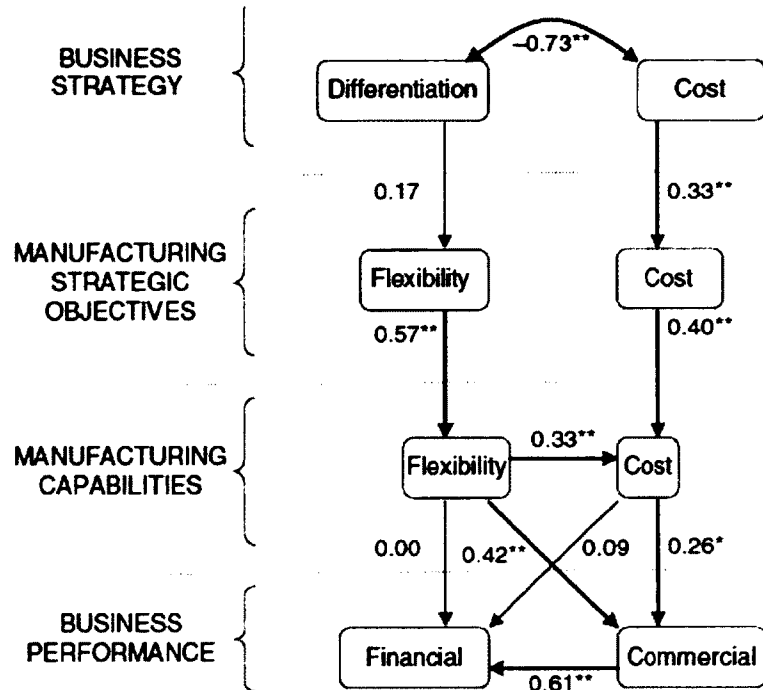 BUSINESS
STRATEGY
−0.73**
Differentiation
Cost
0.17
0.33**
MANUFACTURING
STRATEGIC
OBJECTIVES
Flexibility
Cost
0.57**
0.40**
MANUFACTURING
CAPABILITIES
Flexibility
0.33**
Cost
0.00
0.42**
0.09
0.26*
BUSINESS
PERFORMANCE
Financial
Commercial
0.61**